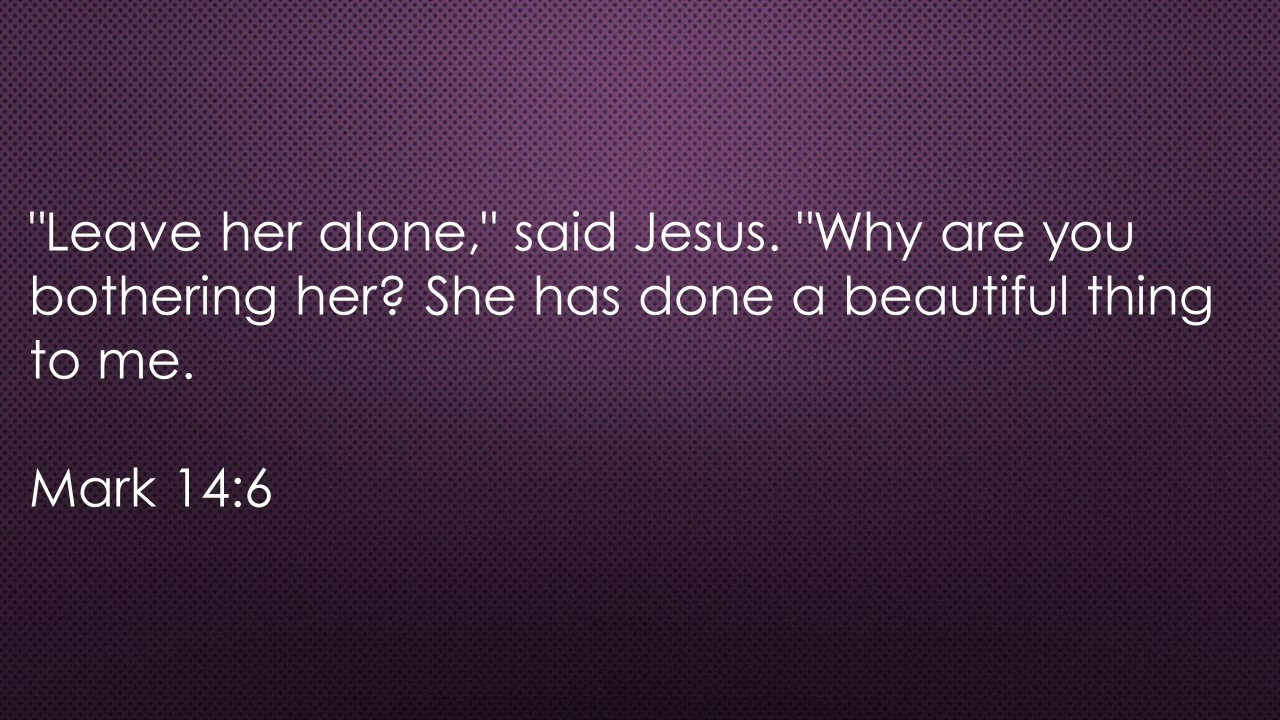 "Leave her alone," said Jesus. "Why are you
bothering her? She has done a beautiful thing
to me.
Mark 14:6